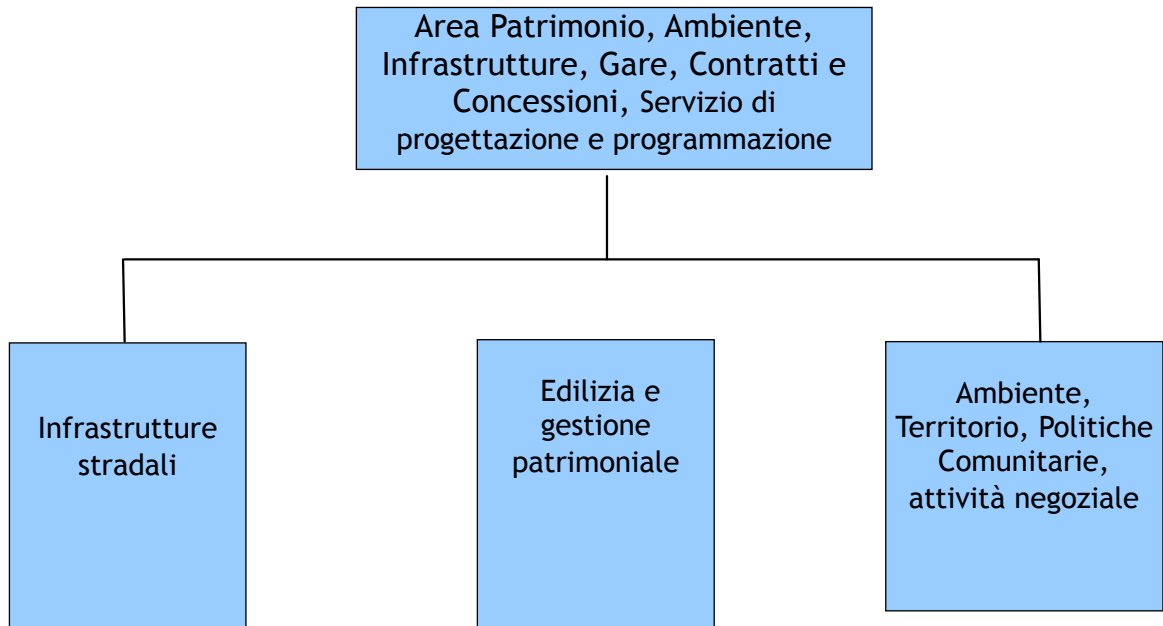 Area Patrimonio, Ambiente,
Infrastrutture, Gare, Contratti e
Concessioni, Servizio di
progettazione e programmazione
Infrastrutture
stradali
Edilizia e
gestione
patrimoniale
Ambiente,
Territorio, Politiche
Comunitarie,
attività negoziale